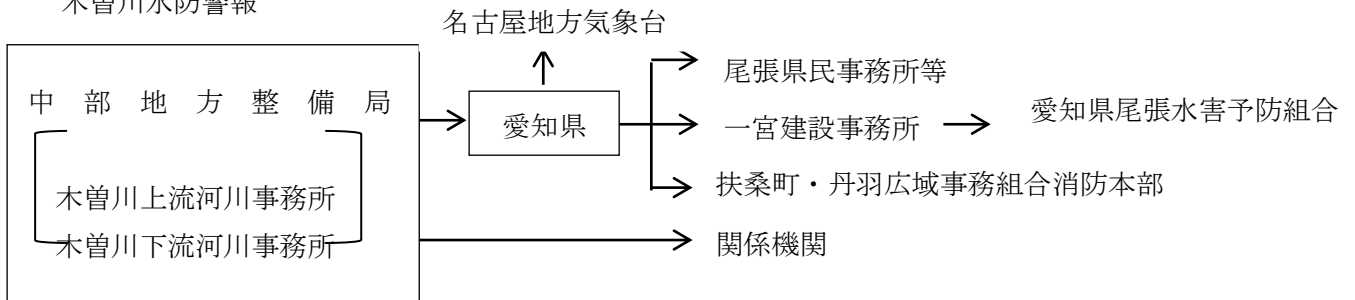 木曽川水防警報
名古屋地方気象台
尾張県民事務所等
中部地方整備局
愛知県
一宮建設事務所
愛知県尾張水害予防組合
木曽川上流河川事務所
扶桑町・丹羽広域事務組合消防本部
木曽川下流河川事務所
関係機関